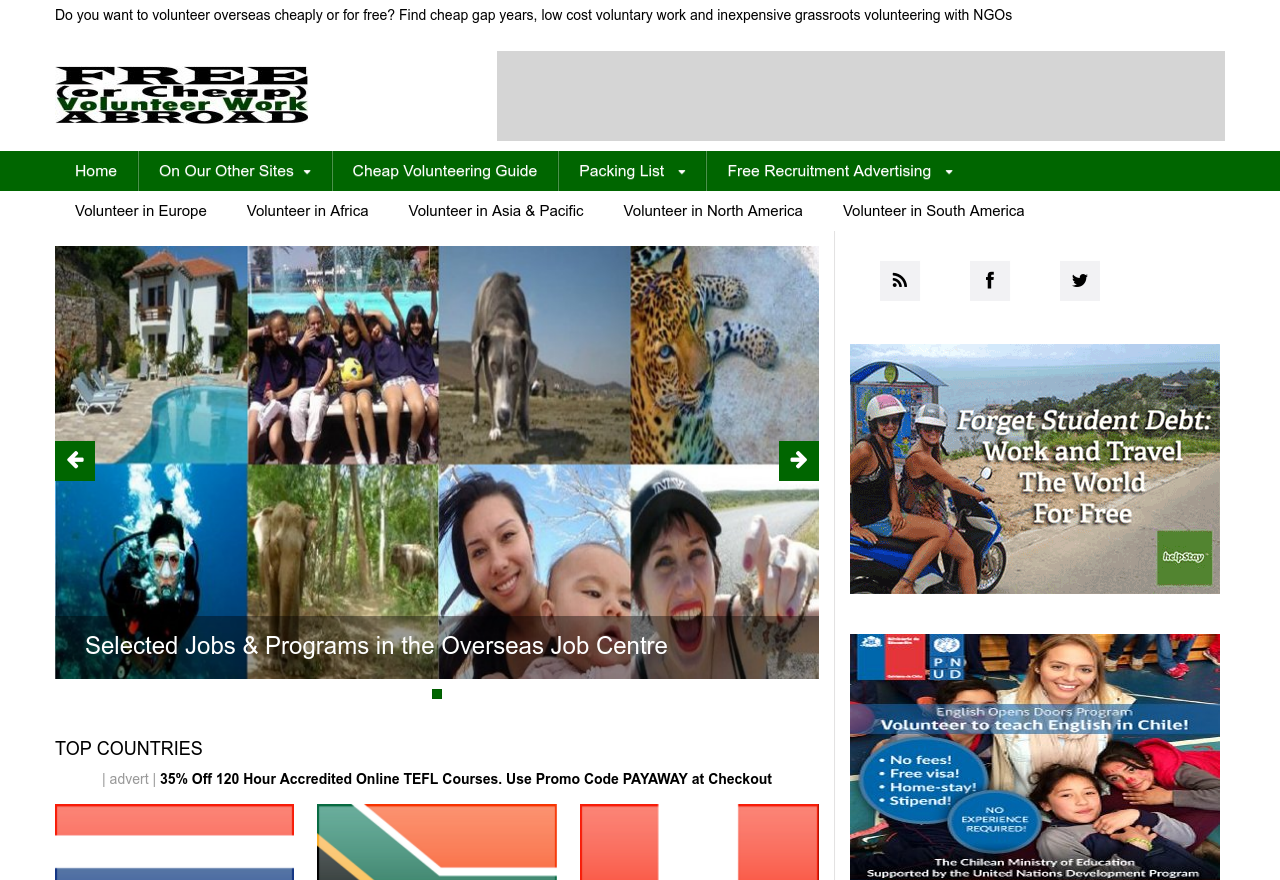 Do you want to volunteer overseas cheaply or for free? Find cheap gap years, low cost voluntary work and inexpensive grassroots volunteering with NGOs
FREE
(or Cheap)
Volunteer Work
ABROAD
Home
On Our Other Sites
Cheap Volunteering Guide
Packing List
Free Recruitment Advertising
Volunteer in Europe
Volunteer in Africa
Volunteer in Asia & Pacific
Volunteer in North America
Volunteer in South America
Selected Jobs & Programs in the Overseas Job Centre
TOP COUNTRIES
| advert | 35% Off 120 Hour Accredited Online TEFL Courses. Use Promo Code PAYAWAY at Checkout
Forget Student Debt:
Work and Travel
The World
For Free
helpStay
P N
U D
English Opens Doors Program
Volunteer to teach English in Chile!
• No fees!
• Free visa!
• Home-stay!
• Stipend!
NO
EXPERIENCE
REQUIRED!
The Chilean Ministry of Education
Supported by the United Nations Development Program